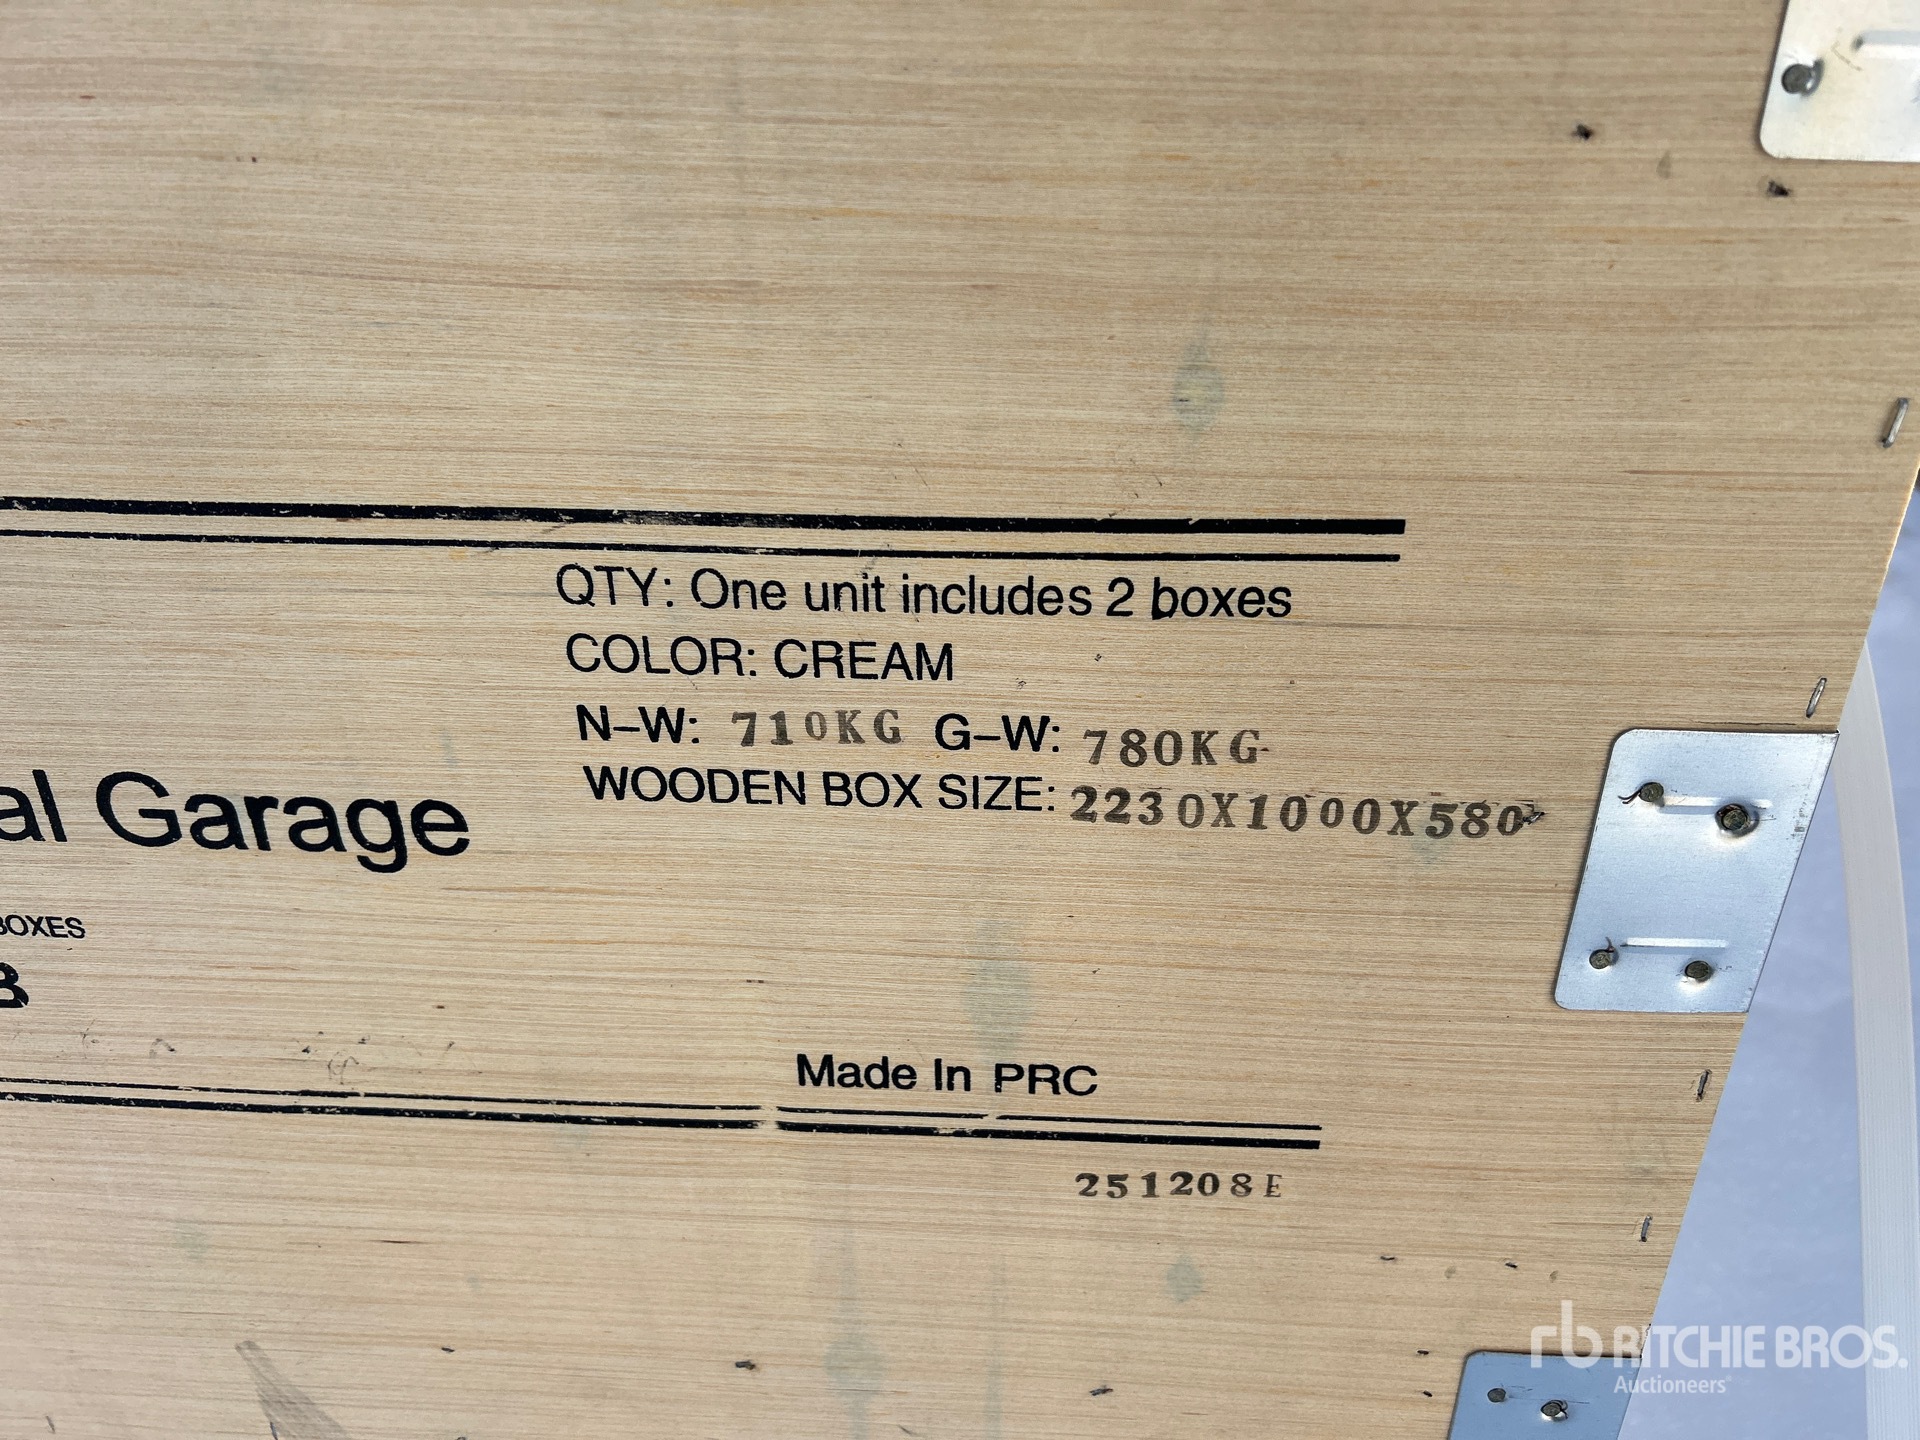 QTY: One unit includes 2 boxes
COLOR: CREAM
N-W: 710KG G-W: 780KG
WOODEN BOX SIZE: 2230X1000X580
al Garage
BOXES
B
Made In PRC
251208E
rb RITCHIE BROS.
Auctioneers